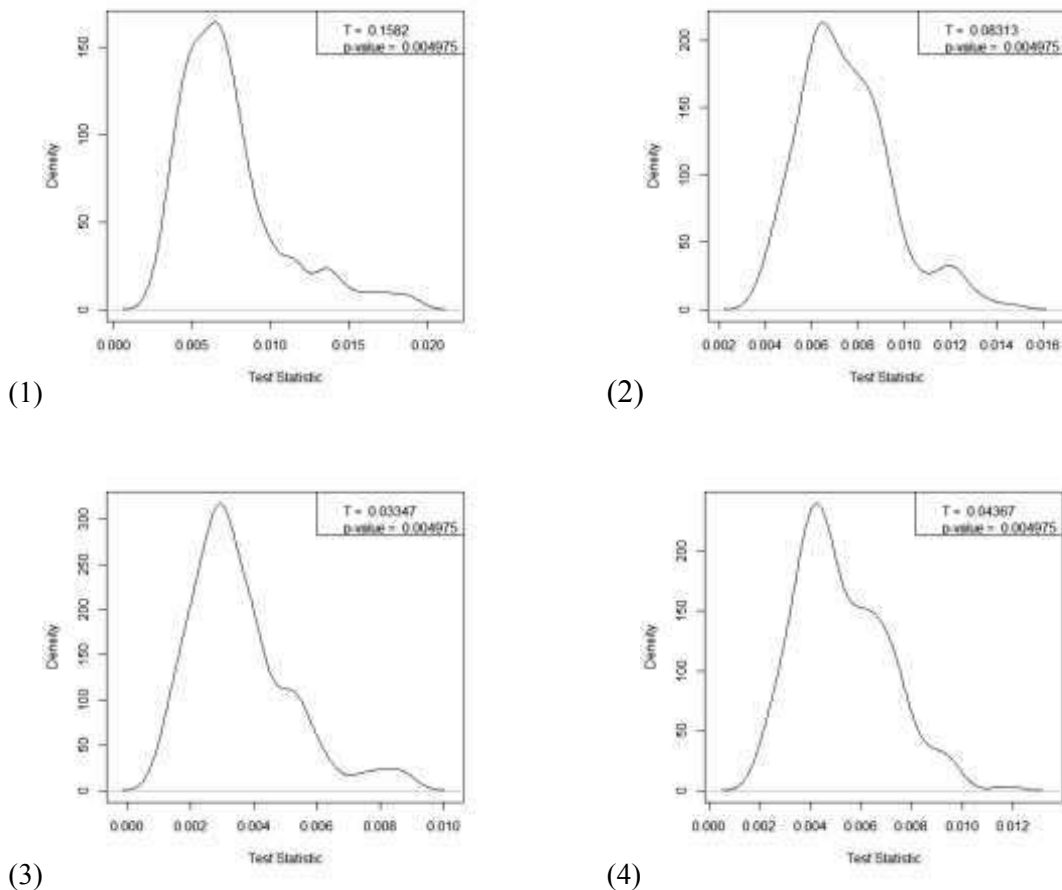 T = 0.1582
p-value = 0.004975
150
100
50
0
Density
0.000 0.005 0.010 0.015 0.020
Test Statistic
(1)
T = 0.08313
p-value = 0.004975
200
150
100
50
0
Density
0.002 0.004 0.006 0.008 0.010 0.012 0.014 0.016
Test Statistic
(2)
T = 0.03347
p-value = 0.004975
300
250
200
150
100
50
0
Density
0.000 0.002 0.004 0.006 0.008 0.010
Test Statistic
(3)
T = 0.04367
p-value = 0.004975
200
150
100
50
0
Density
0.000 0.002 0.004 0.006 0.008 0.010 0.012
Test Statistic
(4)